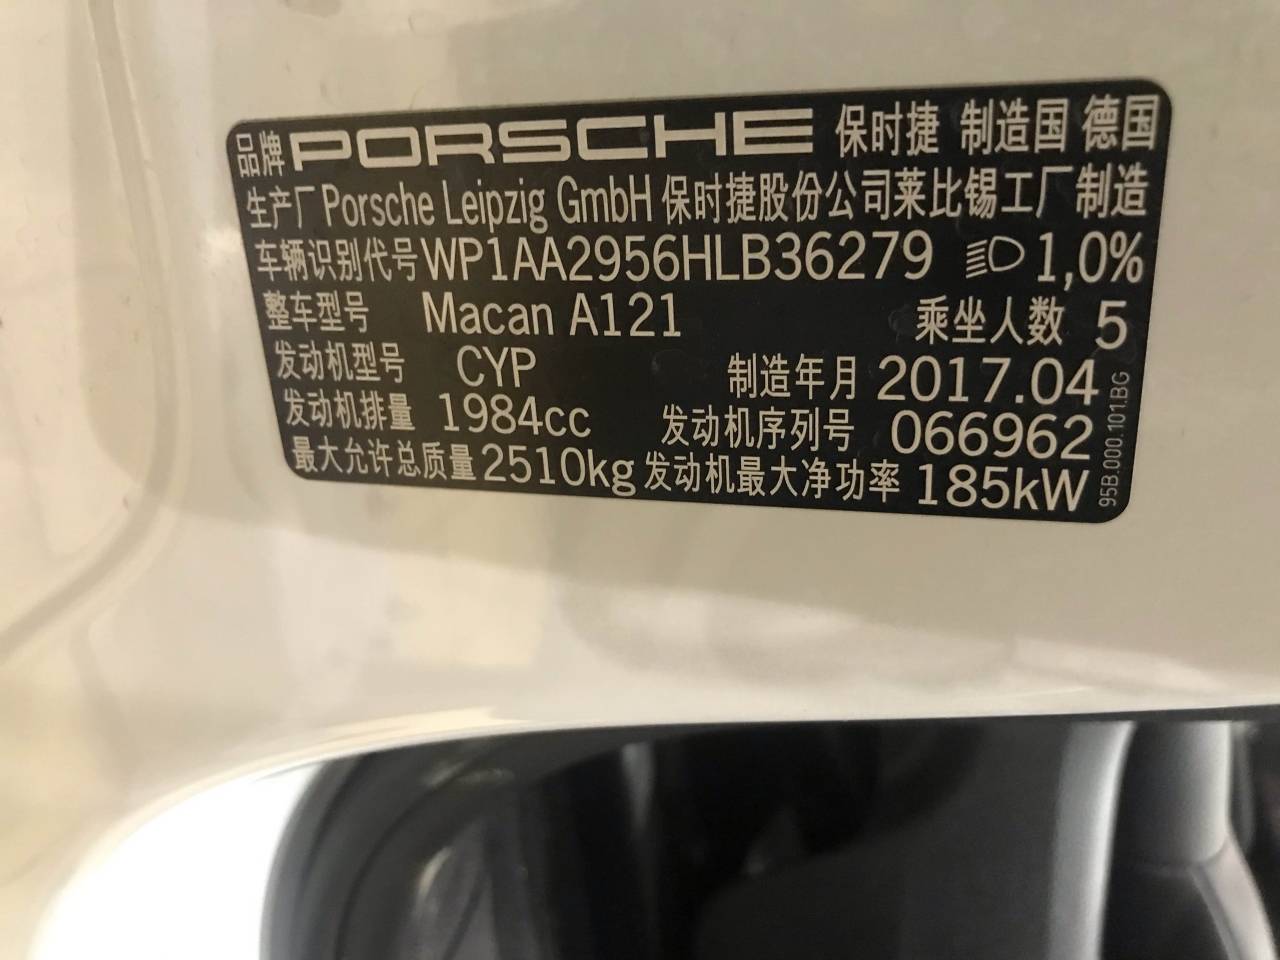 品牌 PORSCHE 保时捷 制造国 德国
生产厂 Porsche Leipzig GmbH 保时捷股份公司莱比锡工厂制造
车辆识别代号 WP1AA2956HLB36279 1,0%
整车型号 Macan A121 乘坐人数 5
发动机型号 CYP 制造年月 2017.04
发动机排量 1984cc 发动机序列号 066962
最大允许总质量 2510kg 发动机最大净功率 185kW
95B.000.101.BG